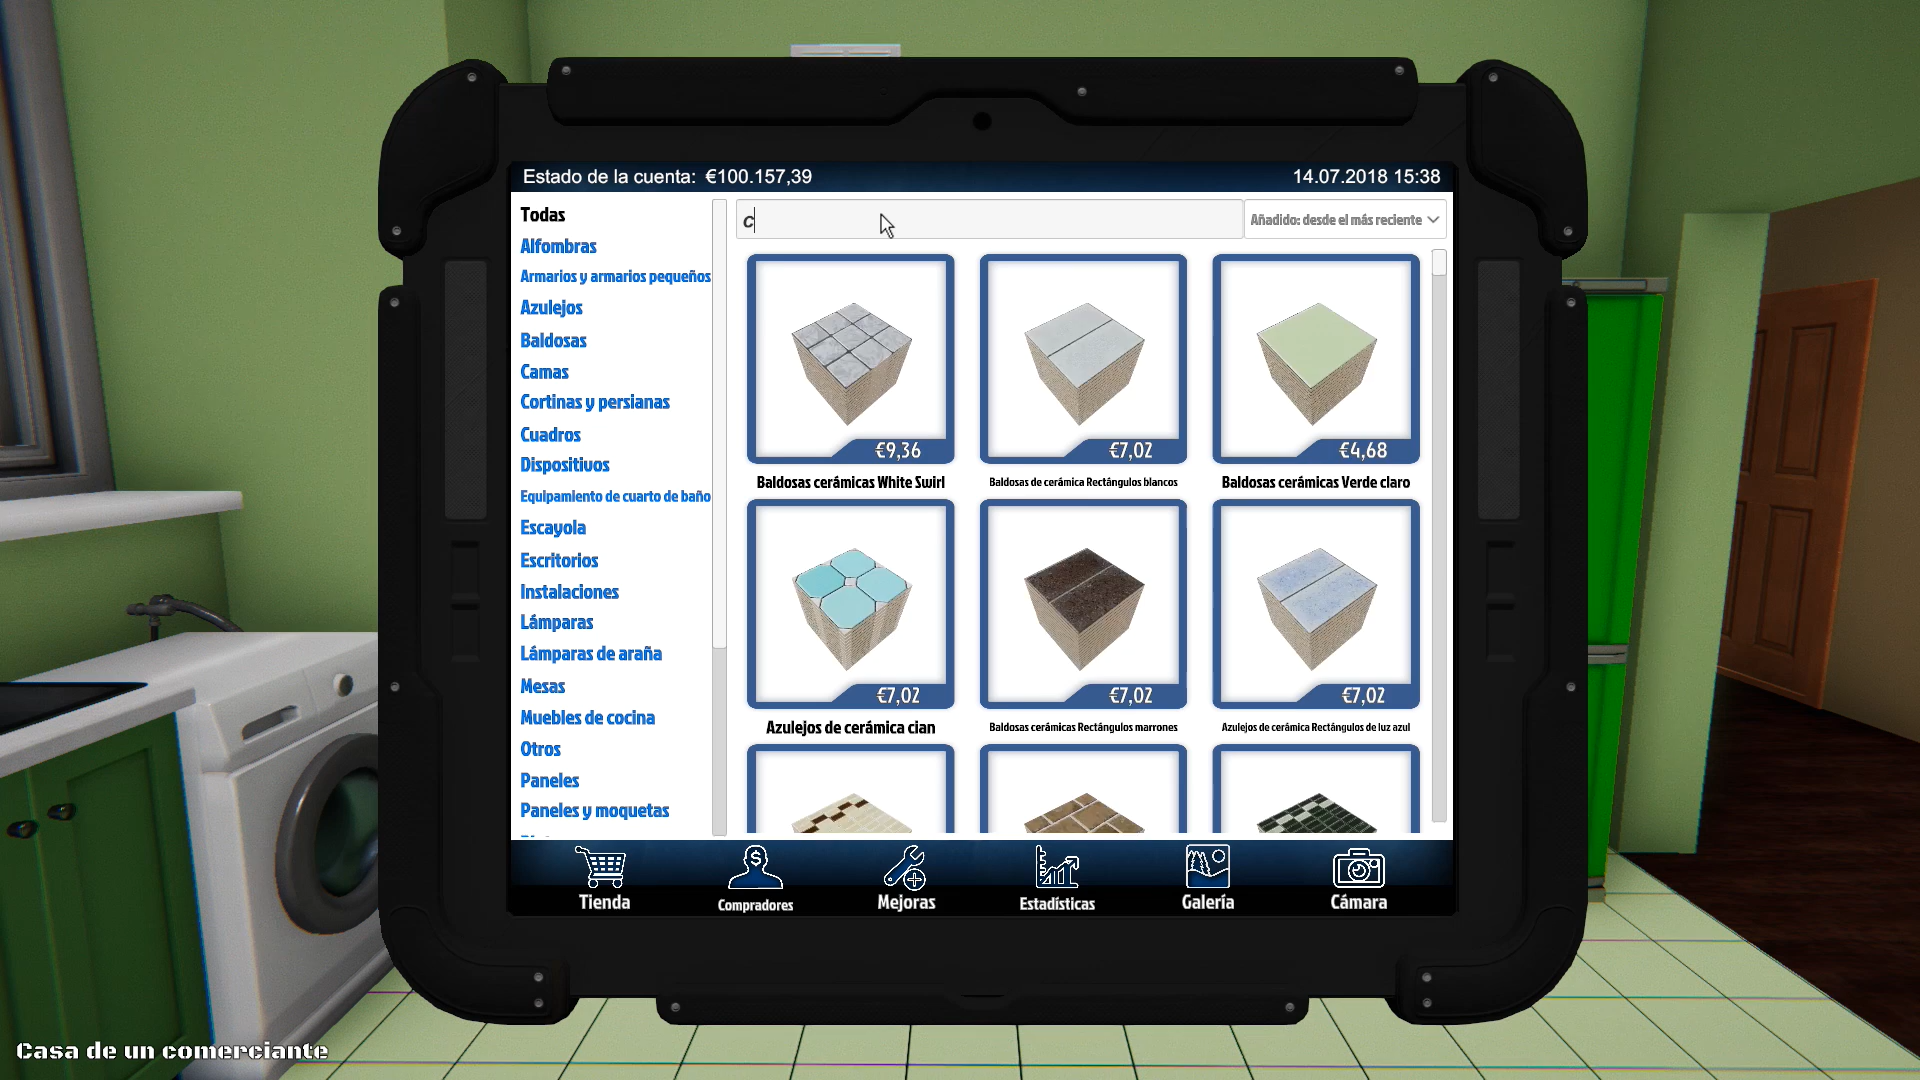 Estado de la cuenta: €100.157,39
14.07.2018 15:38
Todas
Alfombras
Armarios y armarios pequeños
Azulejos
Baldosas
Camas
Cortinas y persianas
Cuadros
Dispositivos
Equipamiento de cuarto de baño
Escayola
Escritorios
Instalaciones
Lámparas
Lámparas de araña
Mesas
Muebles de cocina
Otros
Paneles
Paneles y moquetas
c
Añadido: desde el más reciente
€9,36
€7,02
€4,68
Baldosas cerámicas White Swirl
Baldosas de cerámica Rectángulos blancos
Baldosas cerámicas Verde claro
€7,02
€7,02
€7,02
Azulejos de cerámica cian
Baldosas cerámicas Rectángulos marrones
Azulejos de cerámica Rectángulos de luz azul
Tienda
Compradores
Mejoras
Estadísticas
Galería
Cámara
Casa de un comerciante